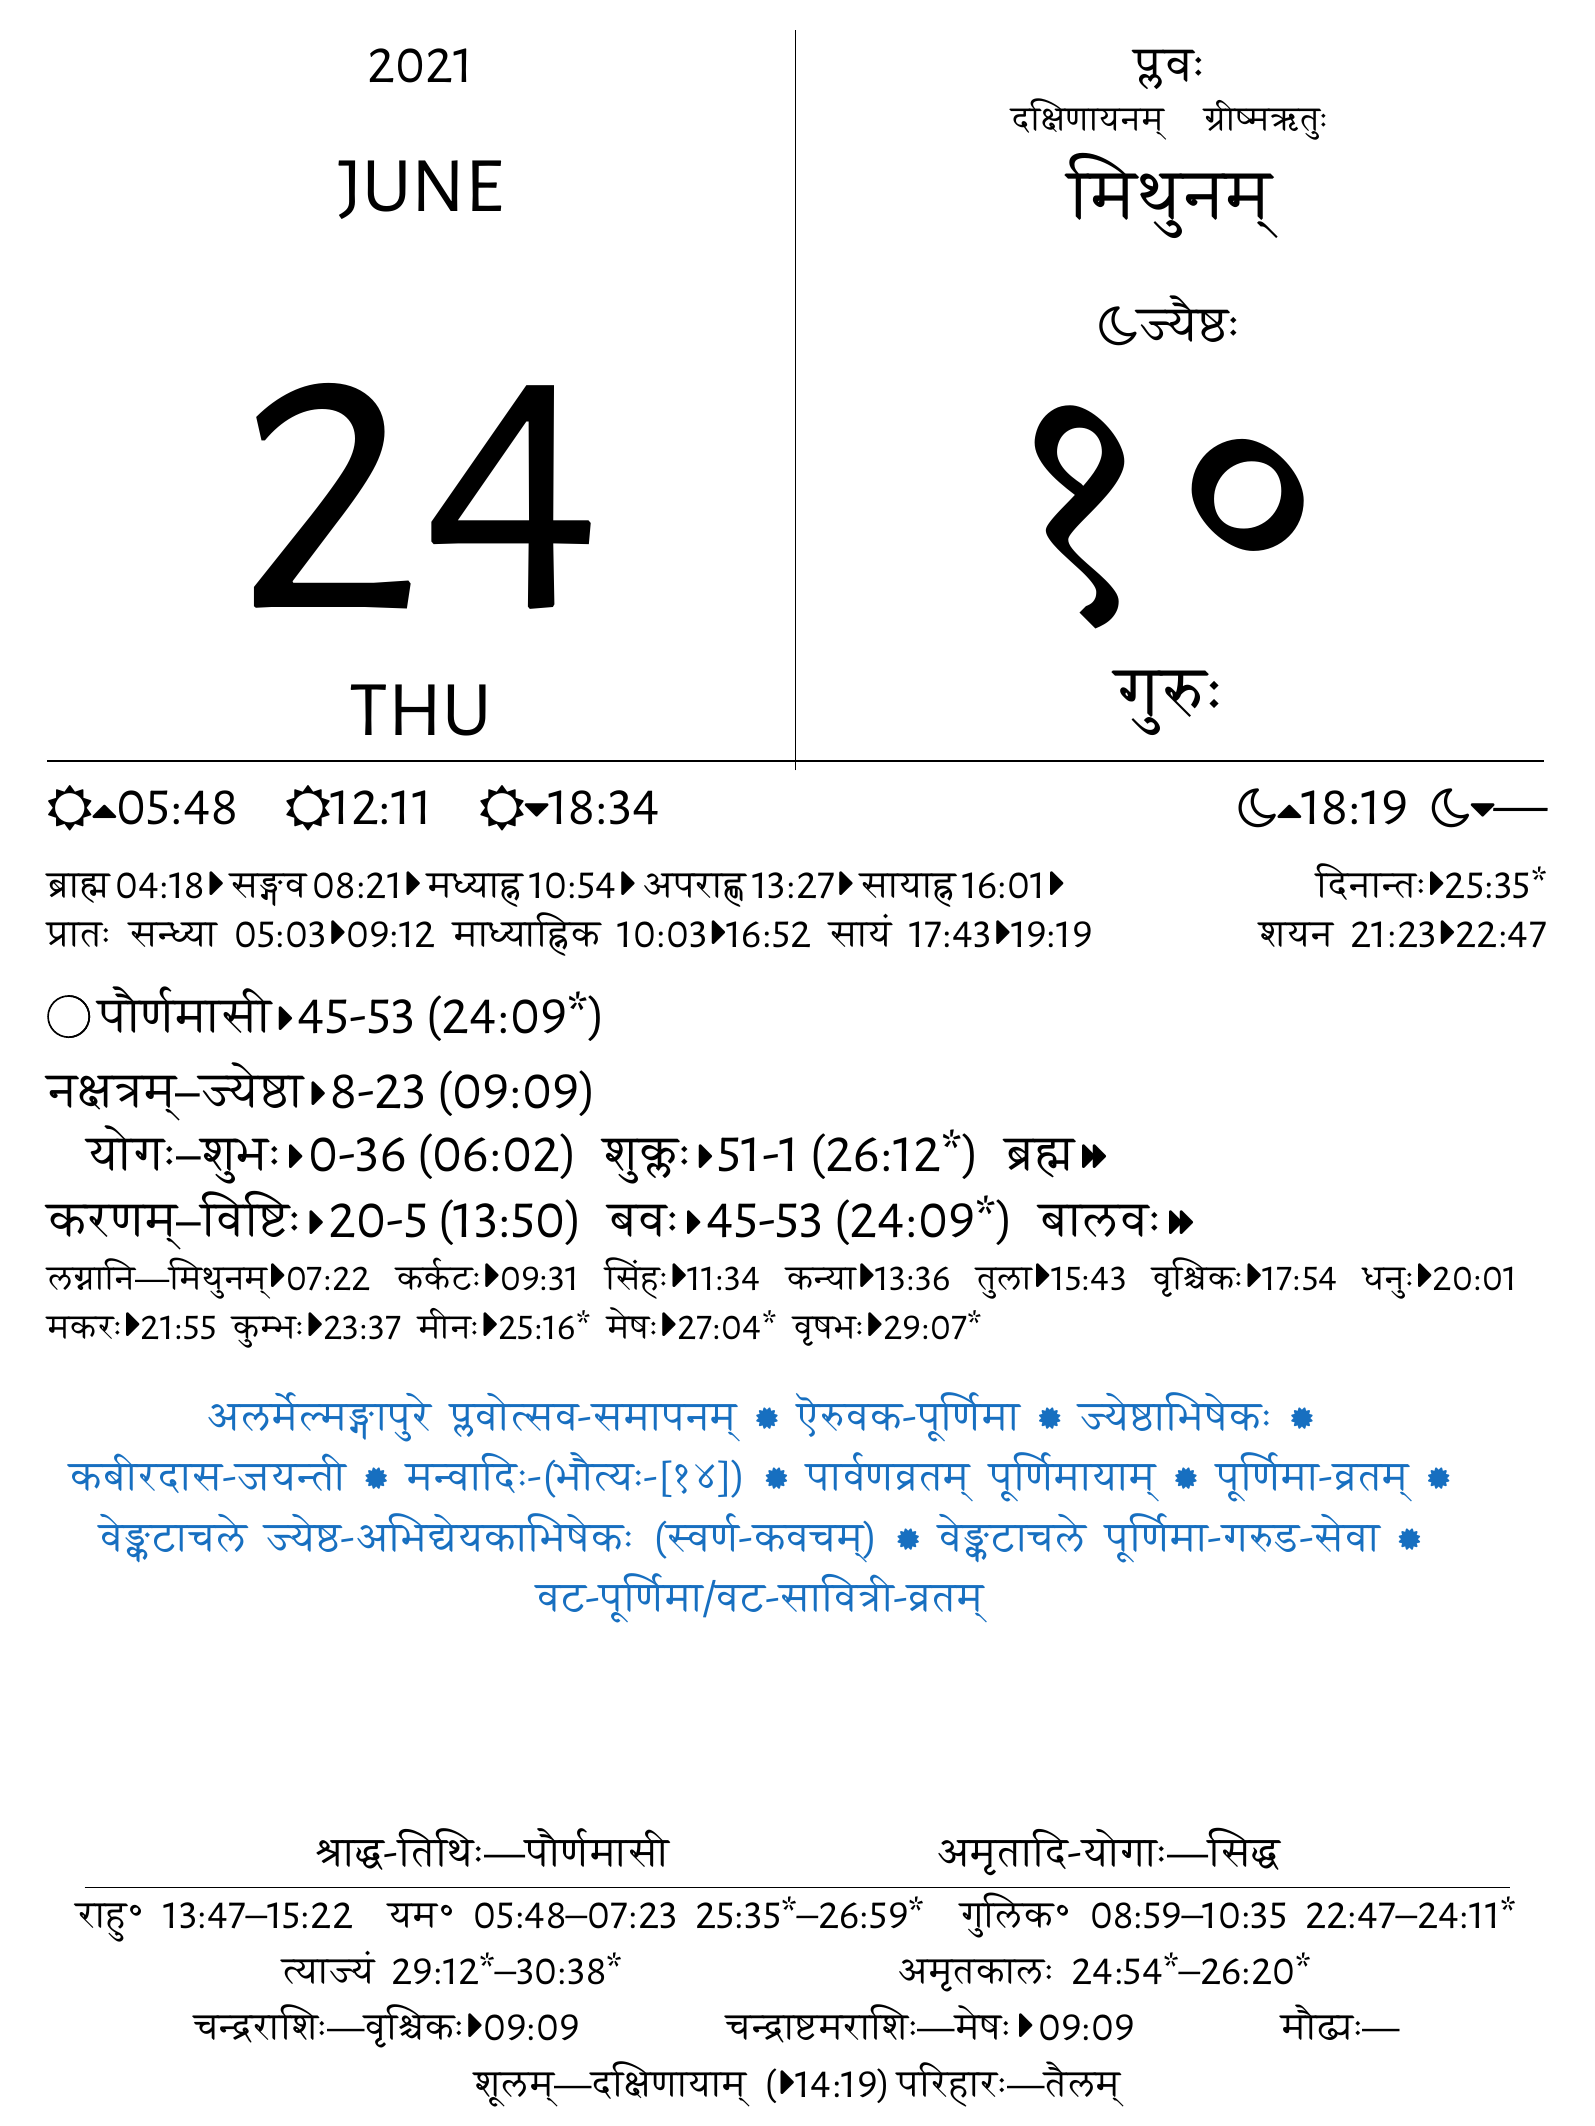 2021
JUNE
24
THU
प्लवः
दक्षिणायनम् ग्रीष्मऋतुः
मिथुनम्
ज्यैष्ठः
१०
गुरुः
05:48 12:11 18:34 18:19 —
ब्राह्म 04:18 सङ्गव 08:21 मध्याह्न 10:54 अपराह्ण 13:27 सायाह्न 16:01 दिनान्तः 25:35*
प्रातः सन्ध्या 05:03 09:12 माध्याह्निक 10:03 16:52 सायं 17:43 19:19 शयन 21:23 22:47
पौर्णमासी 45-53 (24:09*)
नक्षत्रम्–ज्येष्ठा 8-23 (09:09)
योगः–शुभः 0-36 (06:02) शुक्लः 51-1 (26:12*) ब्रह्म
करणम्–विष्टिः 20-5 (13:50) बवः 45-53 (24:09*) बालवः
लग्नानि—मिथुनम् 07:22 कर्कटः 09:31 सिंहः 11:34 कन्या 13:36 तुला 15:43 वृश्चिकः 17:54 धनुः 20:01
मकरः 21:55 कुम्भः 23:37 मीनः 25:16* मेषः 27:04* वृषभः 29:07*
अलर्मेल्मङ्गापुरे प्लवोत्सव-समापनम् ऎरुवक-पूर्णिमा ज्येष्ठाभिषेकः
कबीरदास-जयन्ती मन्वादिः-(भौत्यः-[१४]) पार्वणव्रतम् पूर्णिमायाम् पूर्णिमा-व्रतम्
वेङ्कटाचले ज्येष्ठ-अभिद्येयकाभिषेकः (स्वर्ण-कवचम्) वेङ्कटाचले पूर्णिमा-गरुड-सेवा
वट-पूर्णिमा/वट-सावित्री-व्रतम्
श्राद्ध-तिथिः—पौर्णमासी अमृतादि-योगाः—सिद्ध
राहु॰ 13:47–15:22 यम॰ 05:48–07:23 25:35*–26:59* गुलिक॰ 08:59–10:35 22:47–24:11*
त्याज्यं 29:12*–30:38* अमृतकालः 24:54*–26:20*
चन्द्रराशिः—वृश्चिकः 09:09 चन्द्राष्टमराशिः—मेषः 09:09 मौढ्यः—
शूलम्—दक्षिणायाम् (14:19) परिहारः—तैलम्